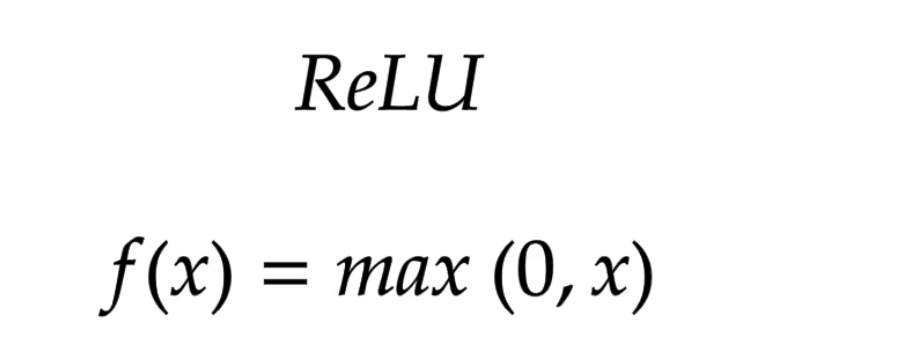 ReLU
f(x) = max (0, x)